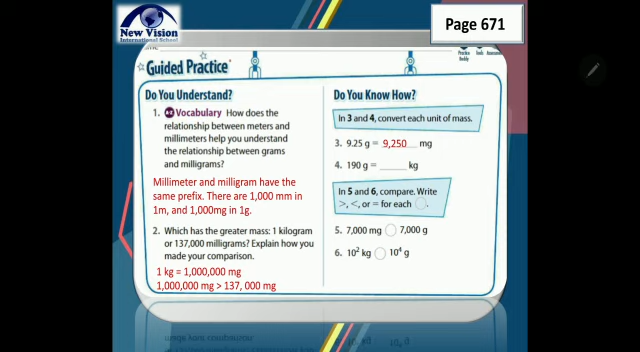 New Vision
International School
Page 671
Guided Practice
Do You Understand?
1. Vocabulary How does the
relationship between meters and
millimeters help you understand
the relationship between grams
and milligrams?
Millimeter and milligram have the
same prefix. There are 1,000 mm in
1m, and 1,000mg in 1g.
2. Which has the greater mass: 1 kilogram
or 137,000 milligrams? Explain how you
made your comparison.
1 kg = 1,000,000 mg
1,000,000 mg > 137, 000 mg
Do You Know How?
In 3 and 4, convert each unit of mass.
3. 9.25 g = 9,250 mg
4. 190 g = ____ kg
In 5 and 6, compare. Write
>, <, or = for each ○.
5. 7,000 mg ○ 7,000 g
6. 10² kg ○ 10⁴ g